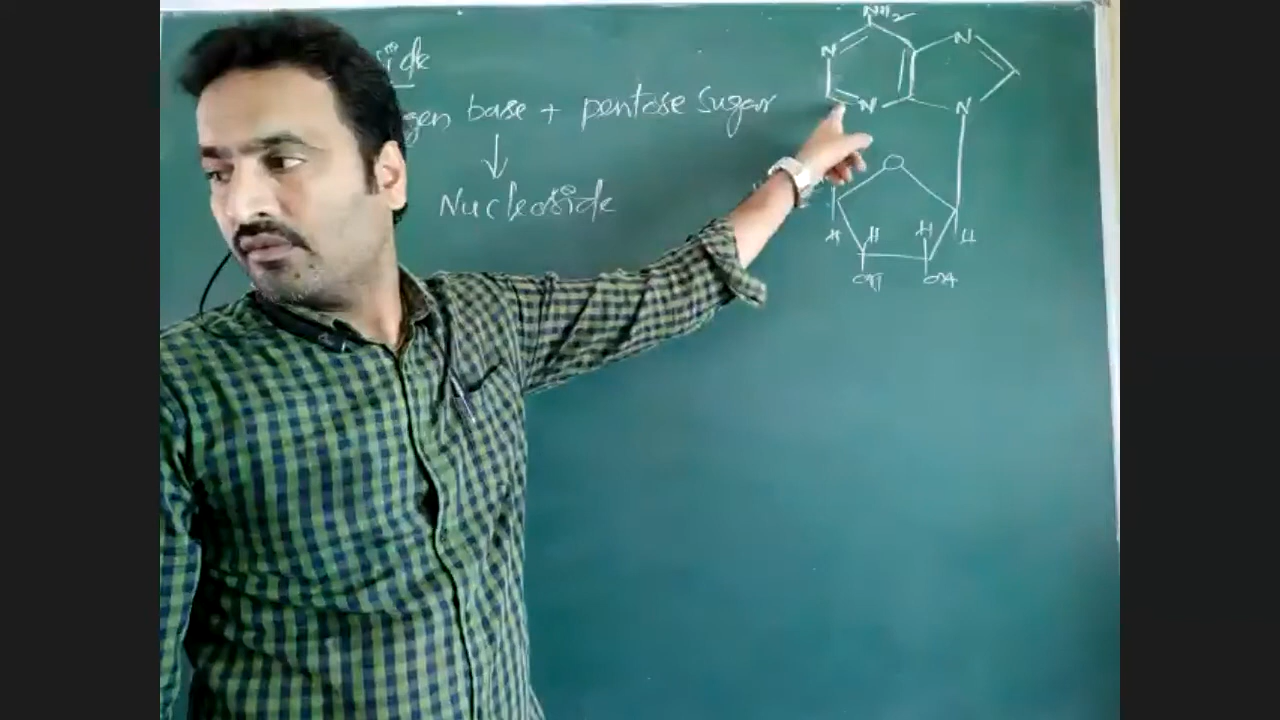 NH2
N N
base + pentose sugar
N N
Nucleoside
O
H H H H
OH OH